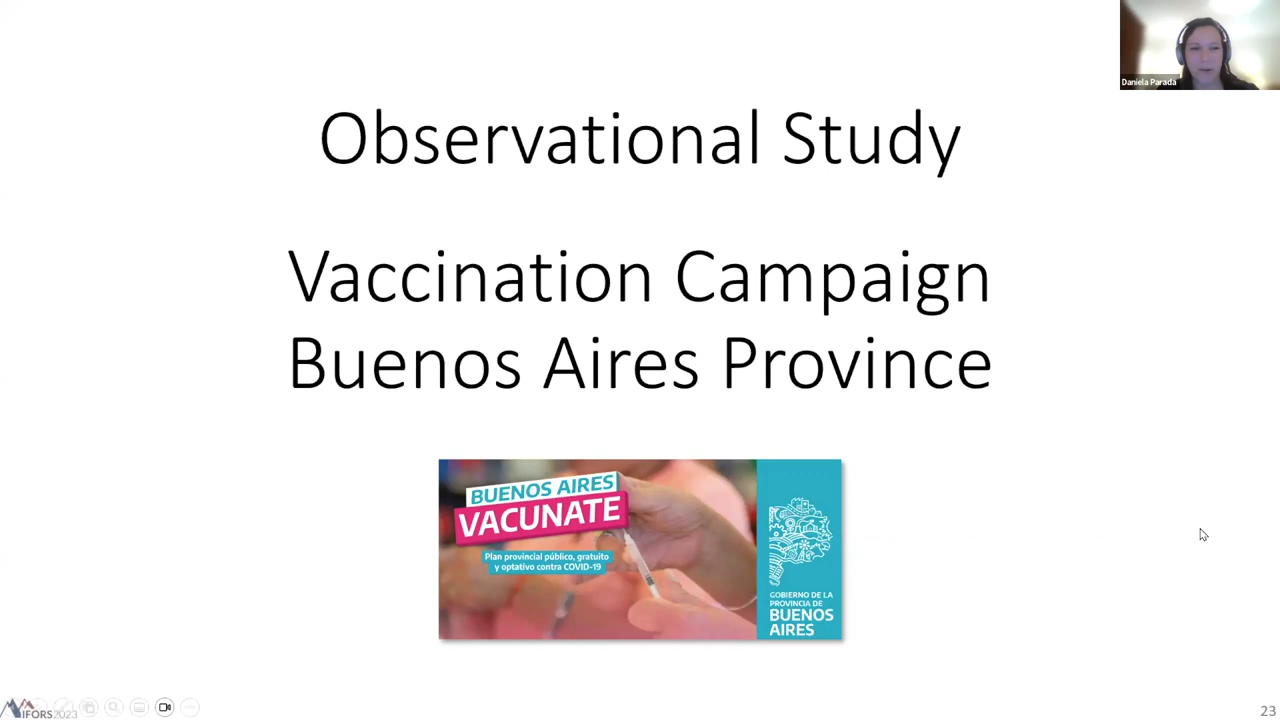 Daniela Parada
Observational Study
Vaccination Campaign
Buenos Aires Province
BUENOS AIRES
VACUNATE
Plan provincial público, gratuito
y optativo contra COVID-19
GOBIERNO DE LA
PROVINCIA DE
BUENOS
AIRES
IFORS2023
23